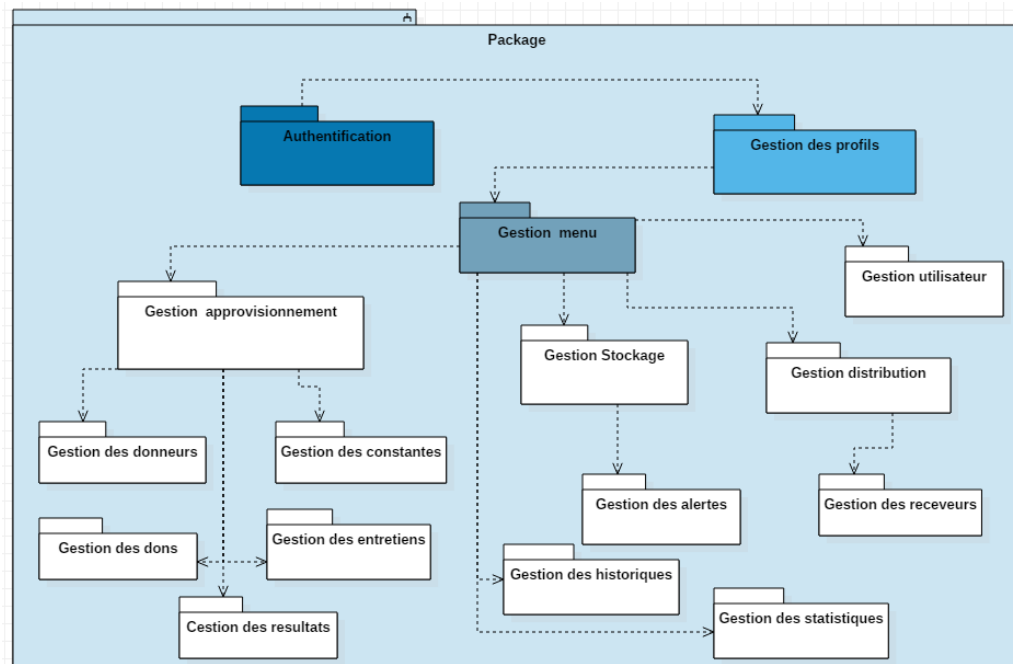 Package
Authentification
Gestion des profils
Gestion menu
Gestion utilisateur
Gestion approvisionnement
Gestion Stockage
Gestion distribution
Gestion des donneurs
Gestion des constantes
Gestion des alertes
Gestion des receveurs
Gestion des dons
Gestion des entretiens
Gestion des historiques
Cestion des resultats
Gestion des statistiques